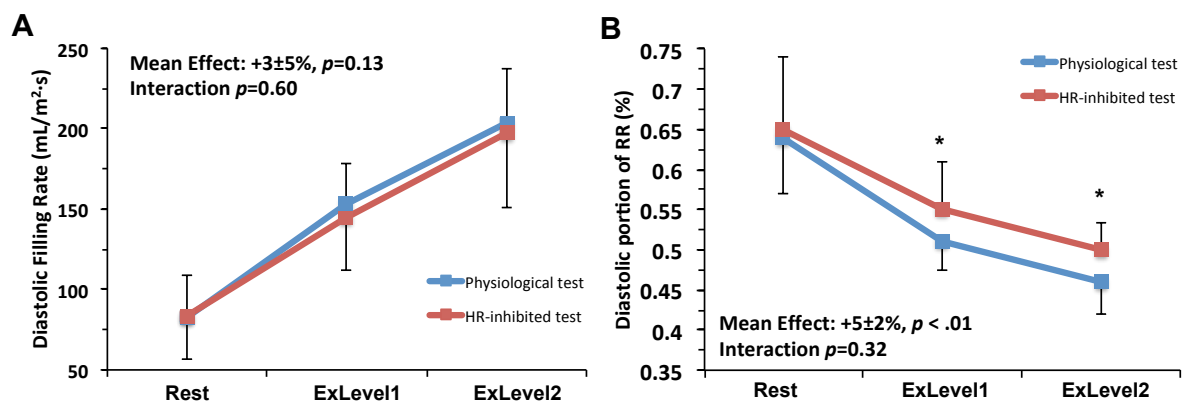 A
Diastolic Filling Rate (mL/m²·s)
250
200
150
100
50
Mean Effect: +3±5%, p=0.13
Interaction p=0.60
Physiological test
HR-inhibited test
Rest
ExLevel1
ExLevel2
B
Diastolic portion of RR (%)
0.75
0.7
0.65
0.6
0.55
0.5
0.45
0.4
0.35
Physiological test
HR-inhibited test
*
*
Mean Effect: +5±2%, p < .01
Interaction p=0.32
Rest
ExLevel1
ExLevel2